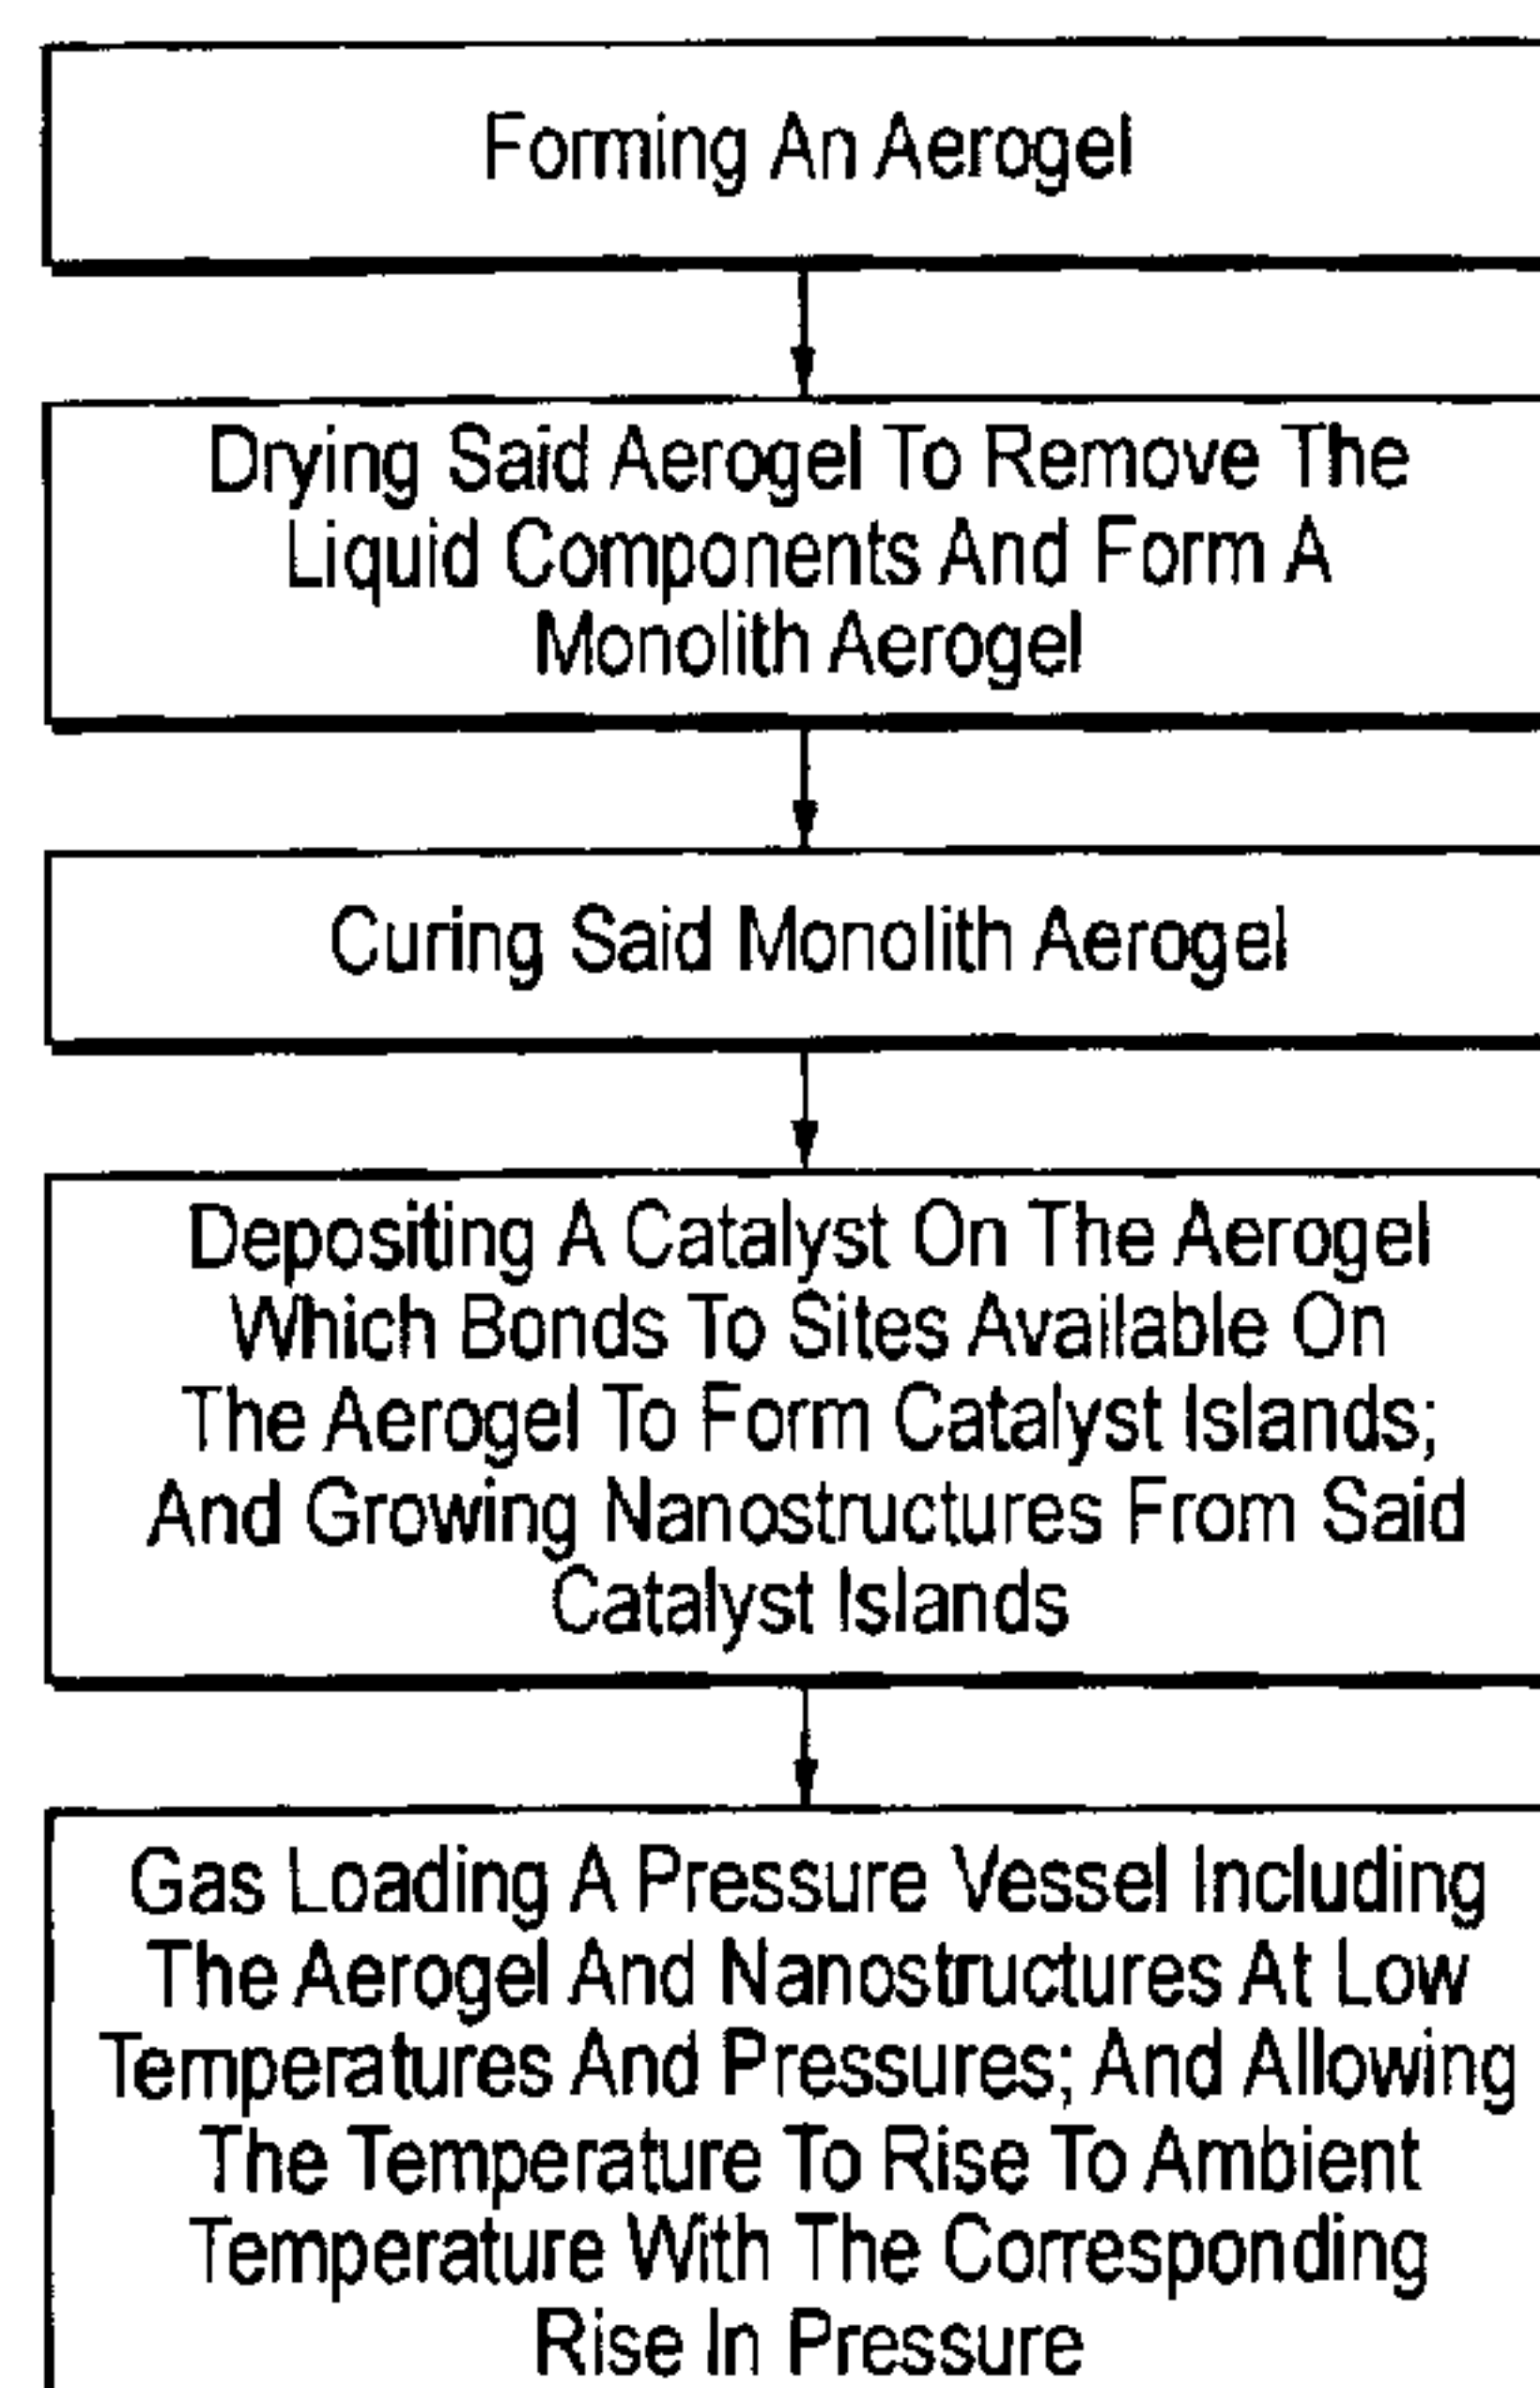 Forming An Aerogel
Drying Said Aerogel To Remove The
Liquid Components And Form A
Monolith Aerogel
Curing Said Monolith Aerogel
Depositing A Catalyst On The Aerogel
Which Bonds To Sites Available On
The Aerogel To Form Catalyst Islands;
And Growing Nanostructures From Said
Catalyst Islands
Gas Loading A Pressure Vessel Including
The Aerogel And Nanostructures At Low
Temperatures And Pressures; And Allowing
The Temperature To Rise To Ambient
Temperature With The Corresponding
Rise In Pressure